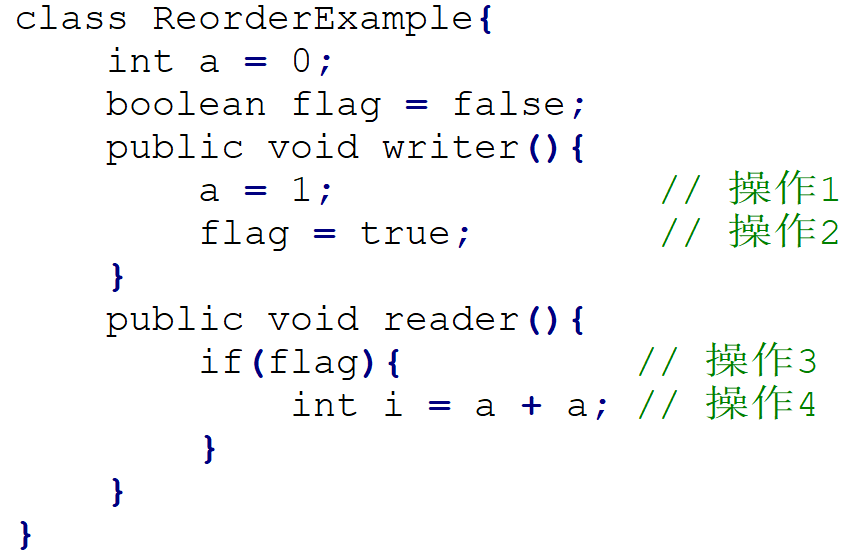 class ReorderExample{
int a = 0;
boolean flag = false;
public void writer(){
a = 1; // 操作1
flag = true; // 操作2
}
public void reader(){
if(flag){ // 操作3
int i = a + a; // 操作4
}
}
}